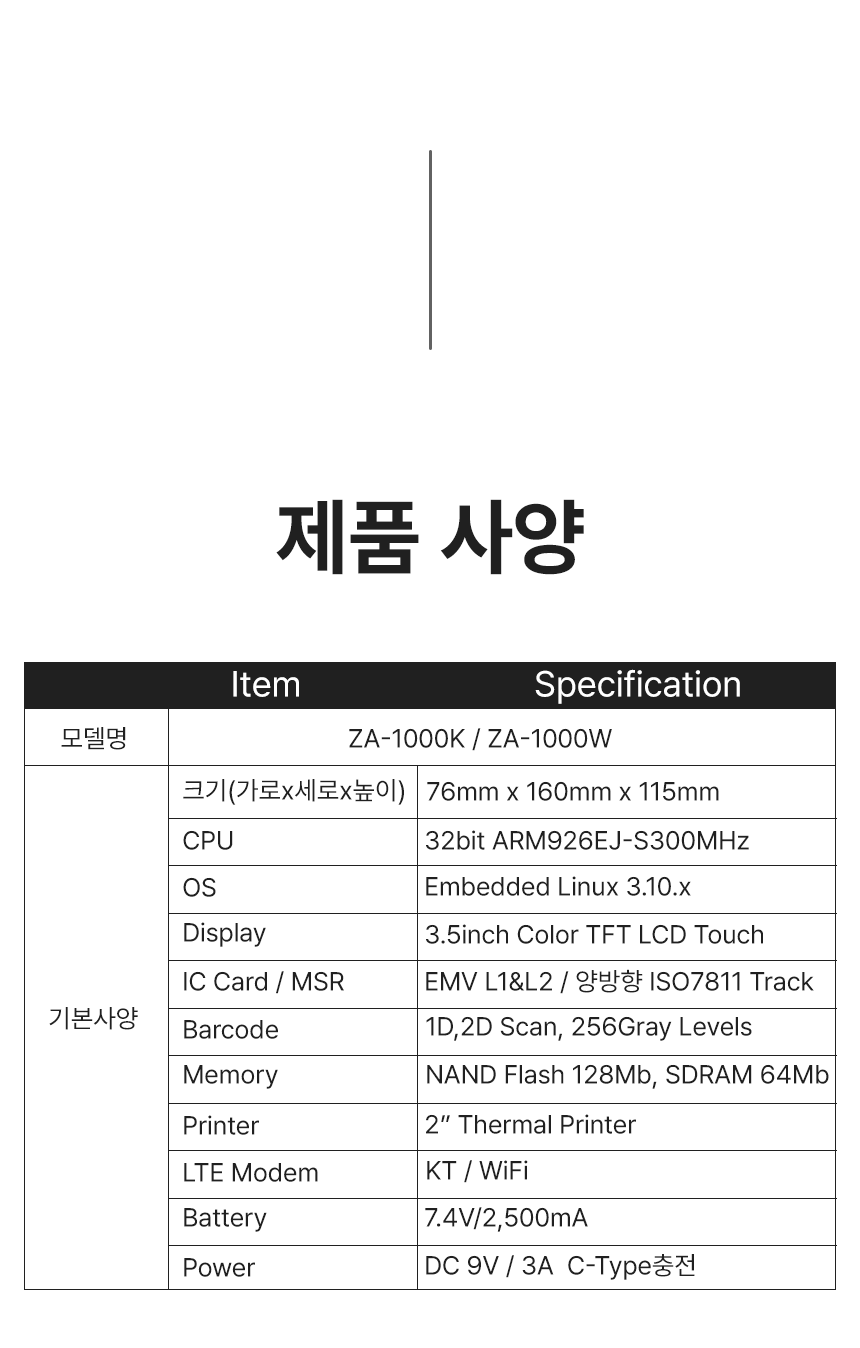 제품 사양
Item Specification
모델명 ZA-1000K / ZA-1000W
기본사양
크기(가로x세로x높이) 76mm x 160mm x 115mm
CPU 32bit ARM926EJ-S300MHz
OS Embedded Linux 3.10.x
Display 3.5inch Color TFT LCD Touch
IC Card / MSR EMV L1&L2 / 양방향 ISO7811 Track
Barcode 1D,2D Scan, 256Gray Levels
Memory NAND Flash 128Mb, SDRAM 64Mb
Printer 2” Thermal Printer
LTE Modem KT / WiFi
Battery 7.4V/2,500mA
Power DC 9V / 3A C-Type충전